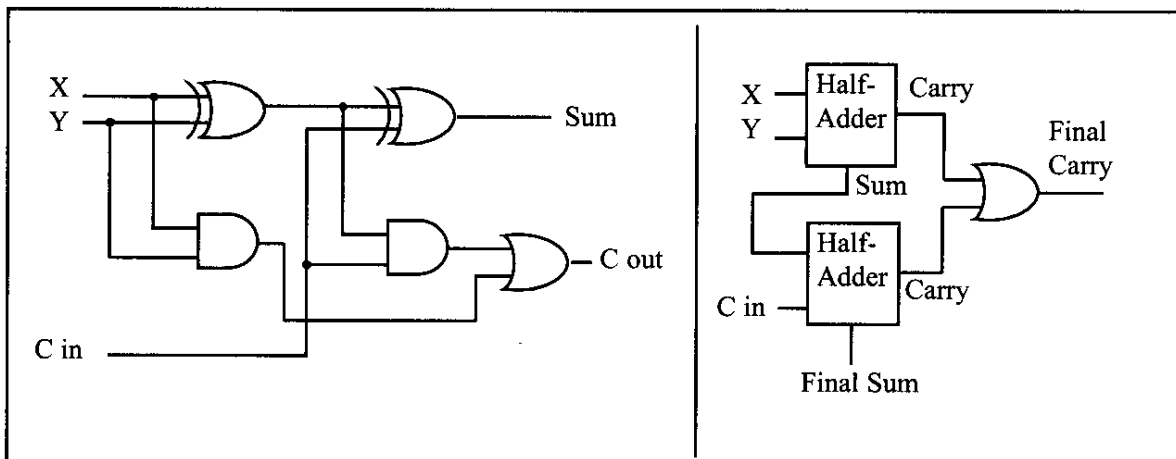 X
Y
Sum
C out
C in
Half-
Adder
Carry
X
Y
Sum
Final
Carry
Half-
Adder
Carry
C in
Final Sum